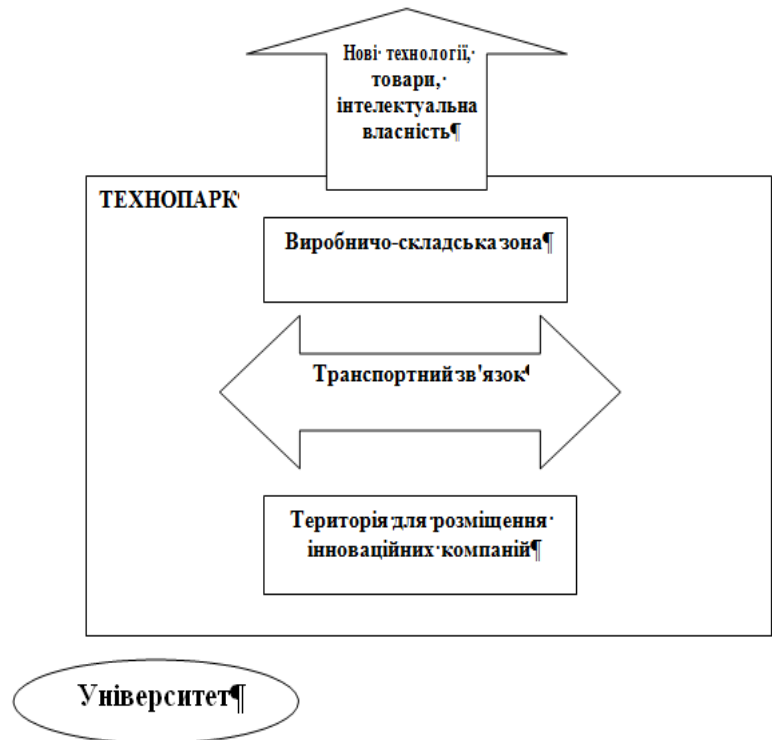 Нові технології,
товари,
інтелектуальна
власність¶
ТЕХНОПАРК
Виробничо-складська зона¶
Транспортний зв'язок¶
Територія для розміщення
інноваційних компаній¶
Університет¶